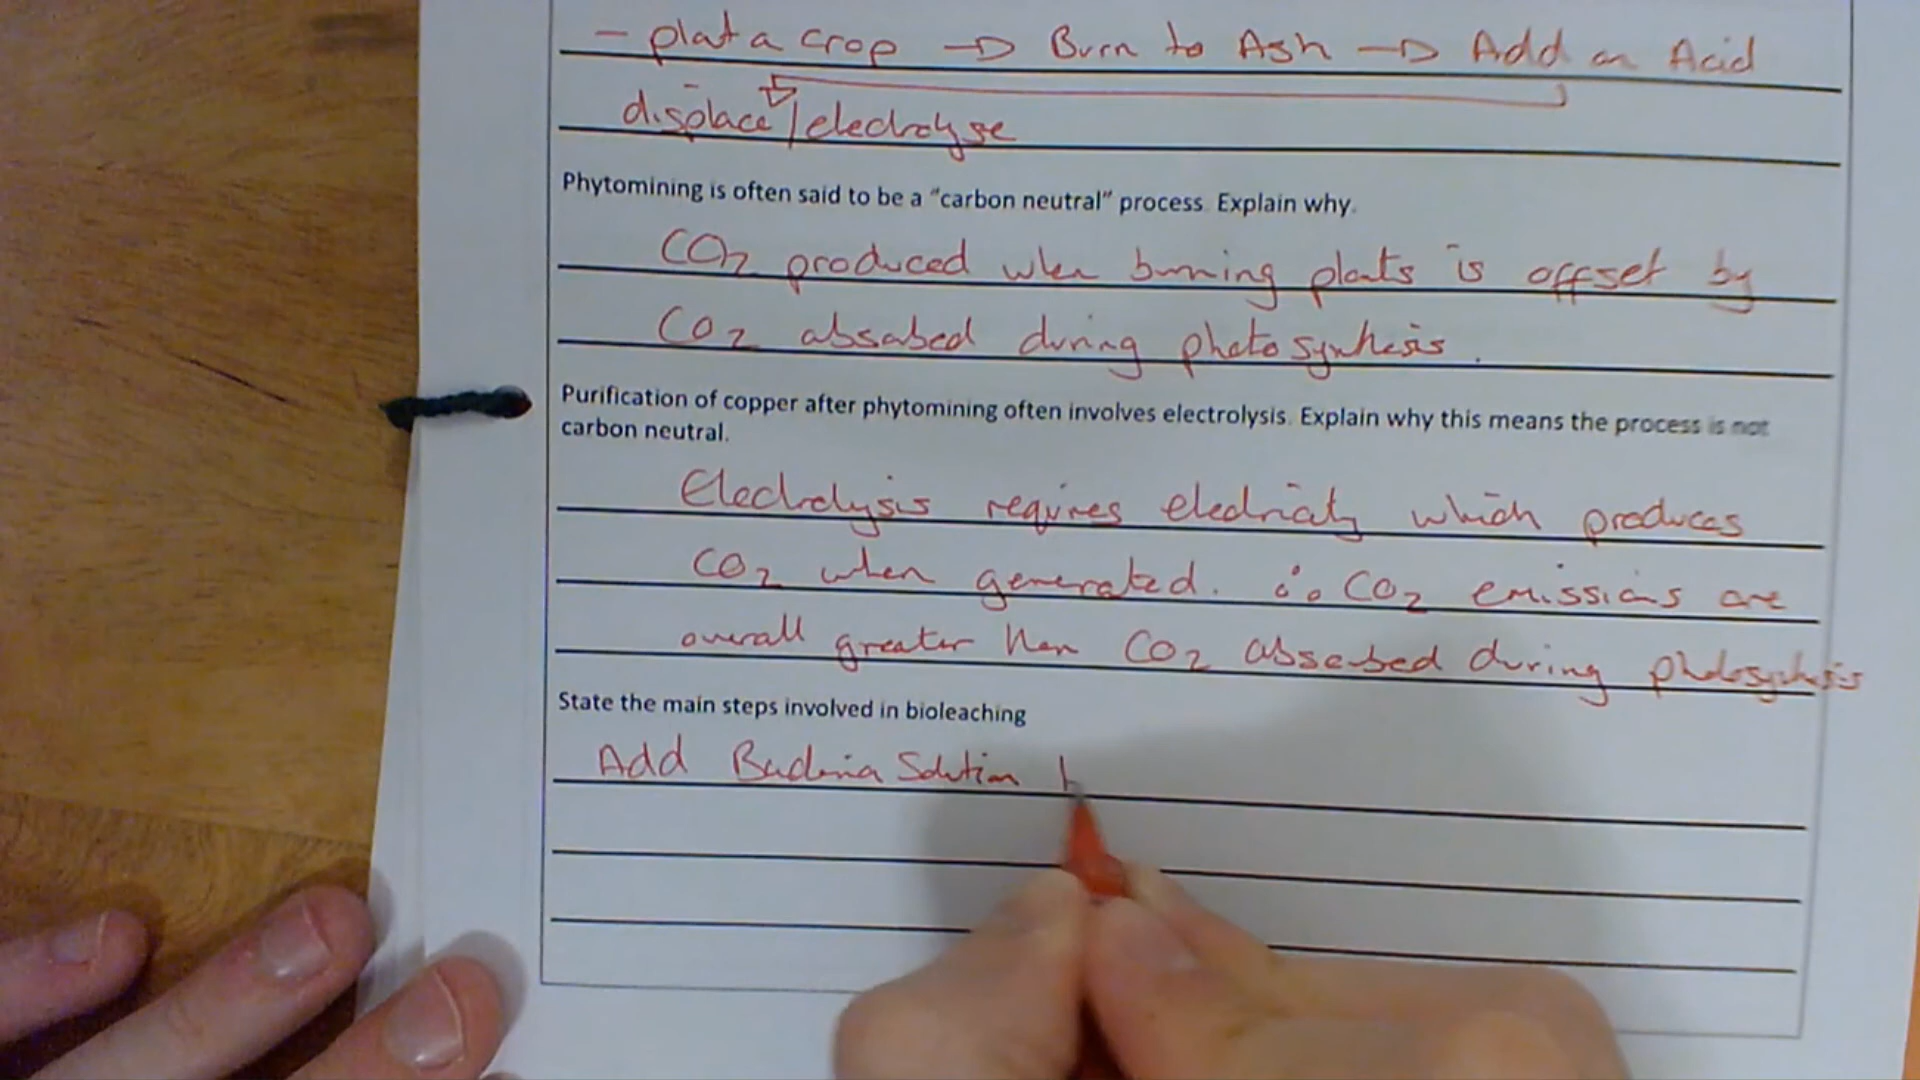 - plant a crop → Burn to Ash → Add an Acid
displace / electrolyse
Phytomining is often said to be a “carbon neutral” process. Explain why.
CO2 produced when burning plants is offset by
CO2 absorbed during photosynthesis.
Purification of copper after phytomining often involves electrolysis. Explain why this means the process is not
carbon neutral.
Electrolysis requires electricity which produces
CO2 when generated. ∴ CO2 emissions are
overall greater than CO2 absorbed during photosynthesis
State the main steps involved in bioleaching
Add Bacteria Solution